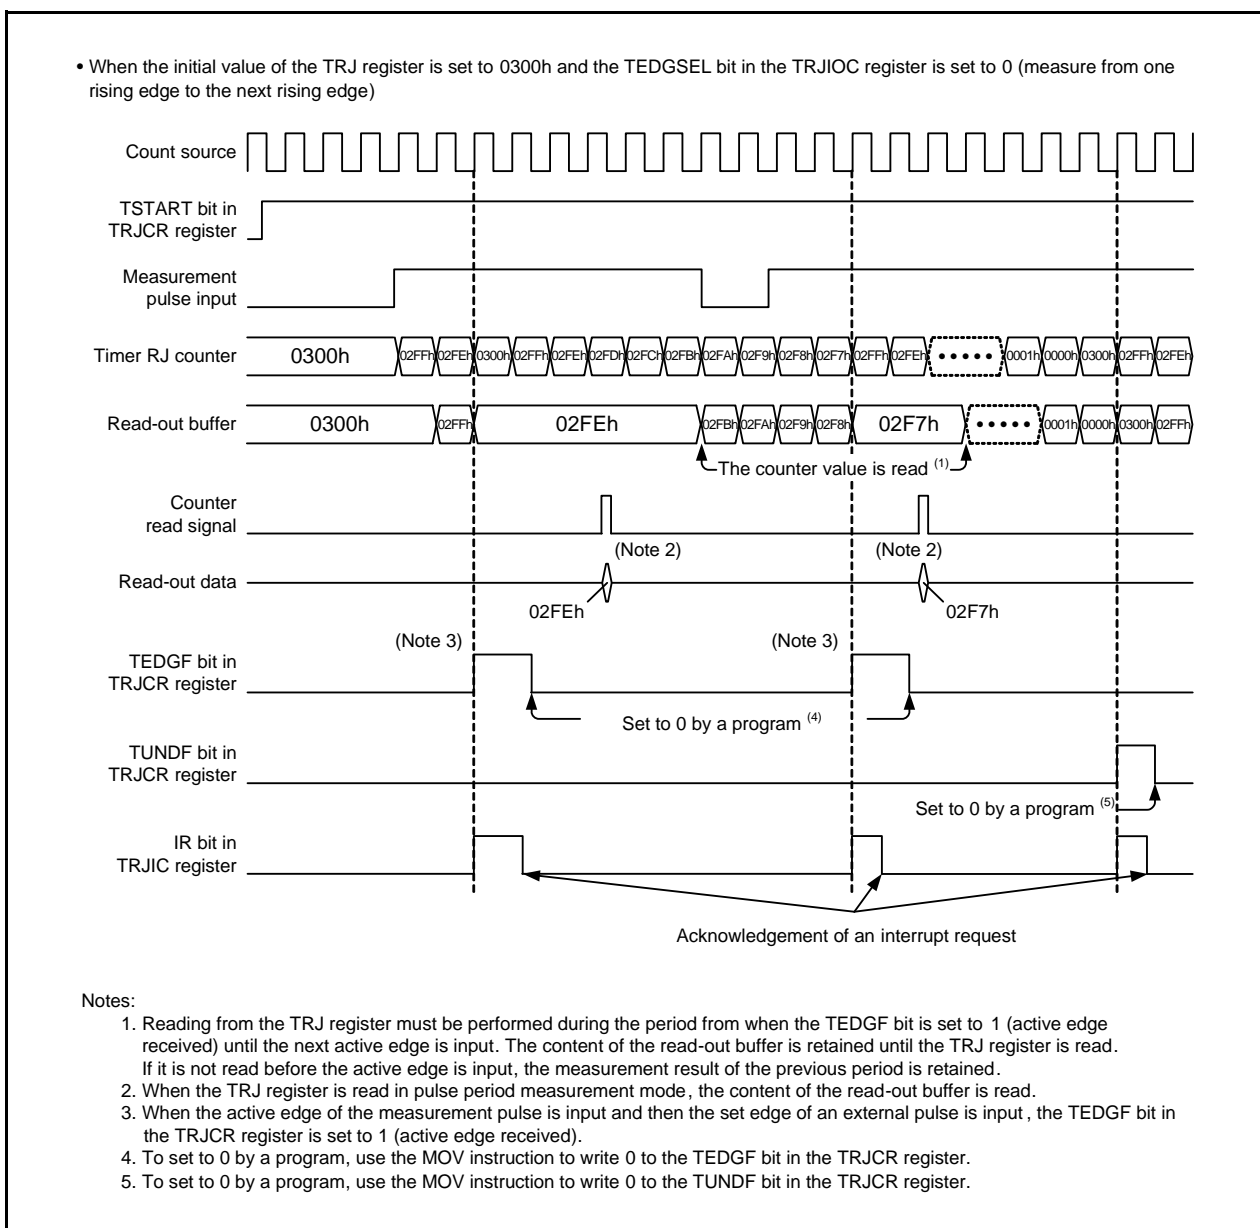 • When the initial value of the TRJ register is set to 0300h and the TEDGSEL bit in the TRJIOC register is set to 0 (measure from one
rising edge to the next rising edge)
Count source
TSTART bit in
TRJCR register
Measurement
pulse input
Timer RJ counter
0300h 02FFh 02FEh 0300h 02FFh 02FEh 02FDh 02FCh 02FBh 02FAh 02F9h 02F8h 02F7h 02FFh 02FEh • • • • • 0001h 0000h 0300h 02FFh 02FEh
Read-out buffer
0300h 02FFh 02FEh 02FBh 02FAh 02F9h 02F8h 02F7h • • • • • 0001h 0000h 0300h 02FFh
The counter value is read (1)
Counter
read signal
(Note 2) (Note 2)
Read-out data
02FEh 02F7h
(Note 3) (Note 3)
TEDGF bit in
TRJCR register
Set to 0 by a program (4)
TUNDF bit in
TRJCR register
Set to 0 by a program (5)
IR bit in
TRJIC register
Acknowledgement of an interrupt request
Notes:
1. Reading from the TRJ register must be performed during the period from when the TEDGF bit is set to 1 (active edge
received) until the next active edge is input. The content of the read-out buffer is retained until the TRJ register is read.
If it is not read before the active edge is input, the measurement result of the previous period is retained.
2. When the TRJ register is read in pulse period measurement mode, the content of the read-out buffer is read.
3. When the active edge of the measurement pulse is input and then the set edge of an external pulse is input, the TEDGF bit in
the TRJCR register is set to 1 (active edge received).
4. To set to 0 by a program, use the MOV instruction to write 0 to the TEDGF bit in the TRJCR register.
5. To set to 0 by a program, use the MOV instruction to write 0 to the TUNDF bit in the TRJCR register.